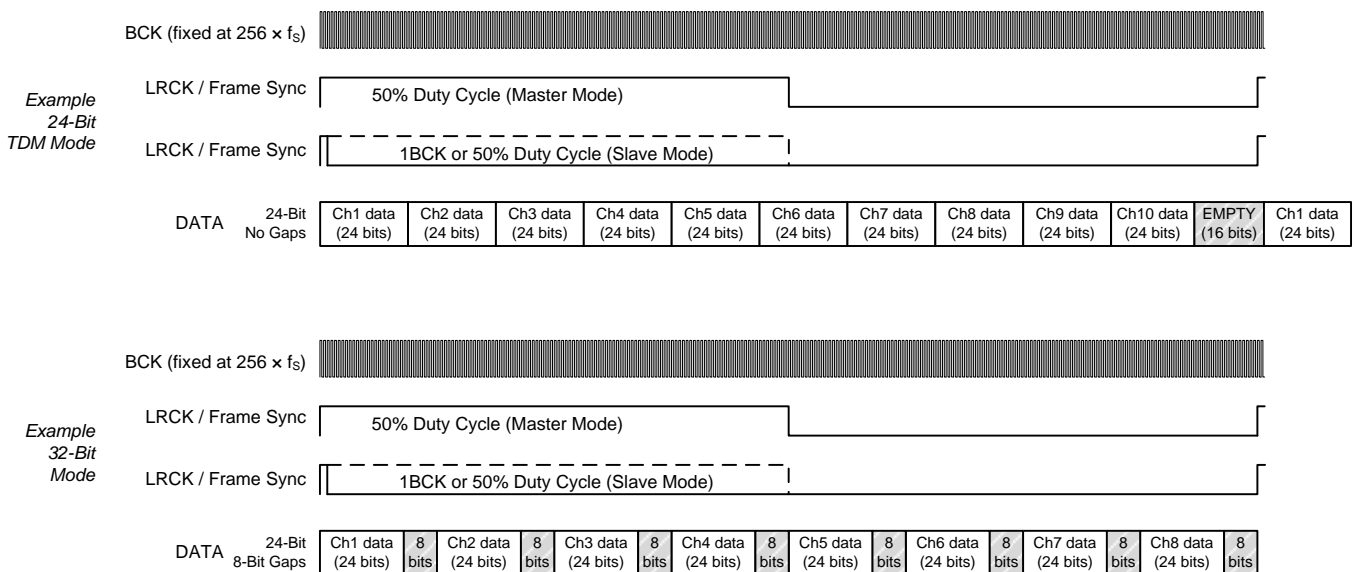 BCK (fixed at 256 × fS)
Example
24-Bit
TDM Mode
LRCK / Frame Sync
50% Duty Cycle (Master Mode)
LRCK / Frame Sync
1BCK or 50% Duty Cycle (Slave Mode)
DATA
24-Bit
No Gaps
Ch1 data
(24 bits)
Ch2 data
(24 bits)
Ch3 data
(24 bits)
Ch4 data
(24 bits)
Ch5 data
(24 bits)
Ch6 data
(24 bits)
Ch7 data
(24 bits)
Ch8 data
(24 bits)
Ch9 data
(24 bits)
Ch10 data
(24 bits)
EMPTY
(16 bits)
Ch1 data
(24 bits)
BCK (fixed at 256 × fS)
Example
32-Bit
Mode
LRCK / Frame Sync
50% Duty Cycle (Master Mode)
LRCK / Frame Sync
1BCK or 50% Duty Cycle (Slave Mode)
DATA
24-Bit
8-Bit Gaps
Ch1 data
(24 bits)
8
bits
Ch2 data
(24 bits)
8
bits
Ch3 data
(24 bits)
8
bits
Ch4 data
(24 bits)
8
bits
Ch5 data
(24 bits)
8
bits
Ch6 data
(24 bits)
8
bits
Ch7 data
(24 bits)
8
bits
Ch8 data
(24 bits)
8
bits